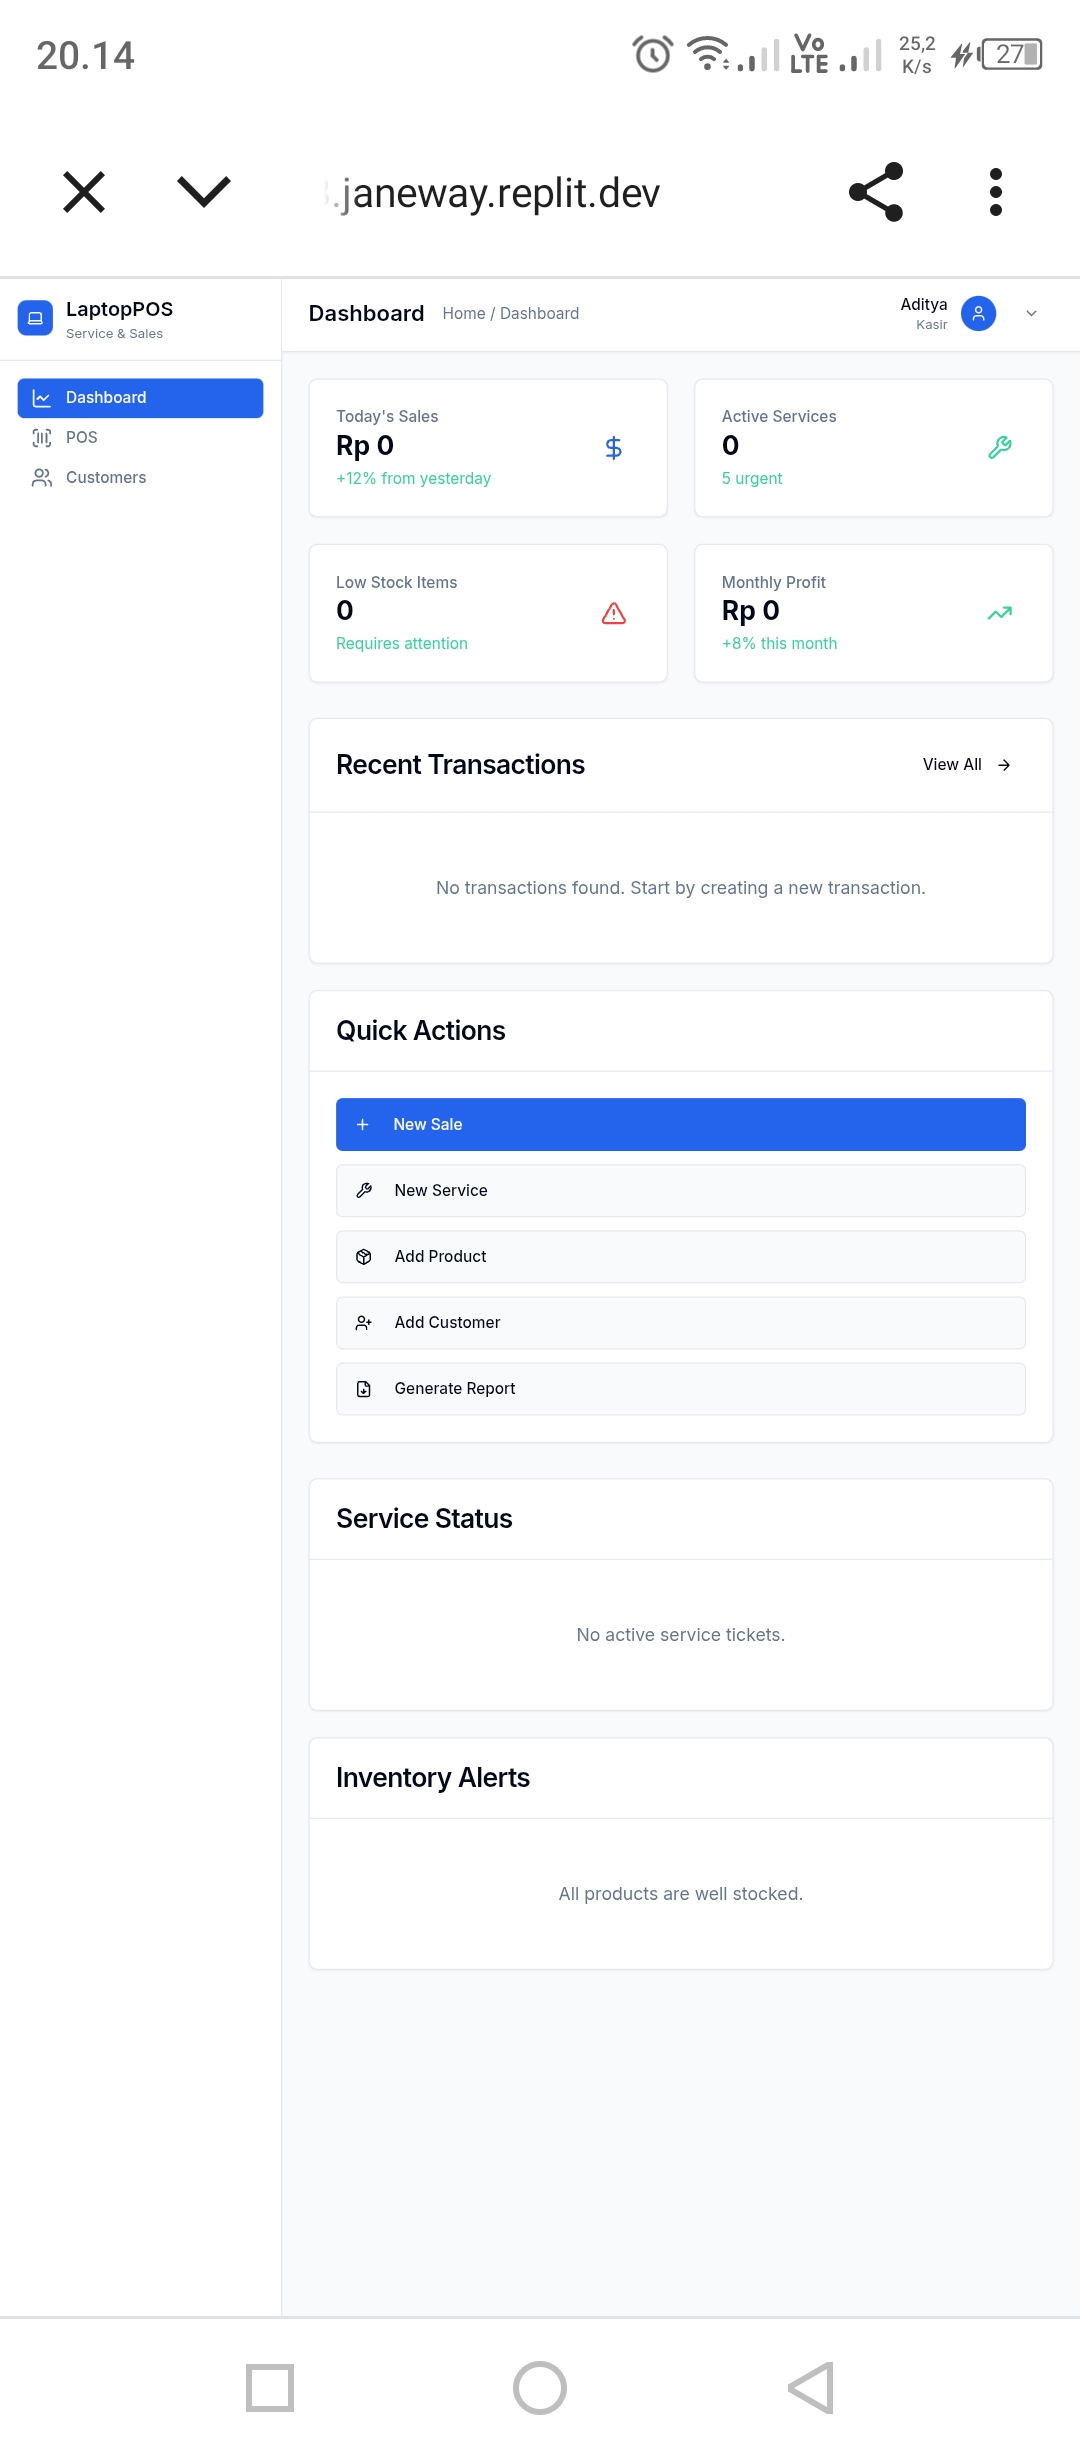 20.14
Vo
LTE
25,2
K/s
27
.janeway.replit.dev
LaptopPOS
Service & Sales
Dashboard
POS
Customers
Dashboard
Home / Dashboard
Aditya
Kasir
Today's Sales
Rp 0
+12% from yesterday
Active Services
0
5 urgent
Low Stock Items
0
Requires attention
Monthly Profit
Rp 0
+8% this month
Recent Transactions
View All
No transactions found. Start by creating a new transaction.
Quick Actions
New Sale
New Service
Add Product
Add Customer
Generate Report
Service Status
No active service tickets.
Inventory Alerts
All products are well stocked.